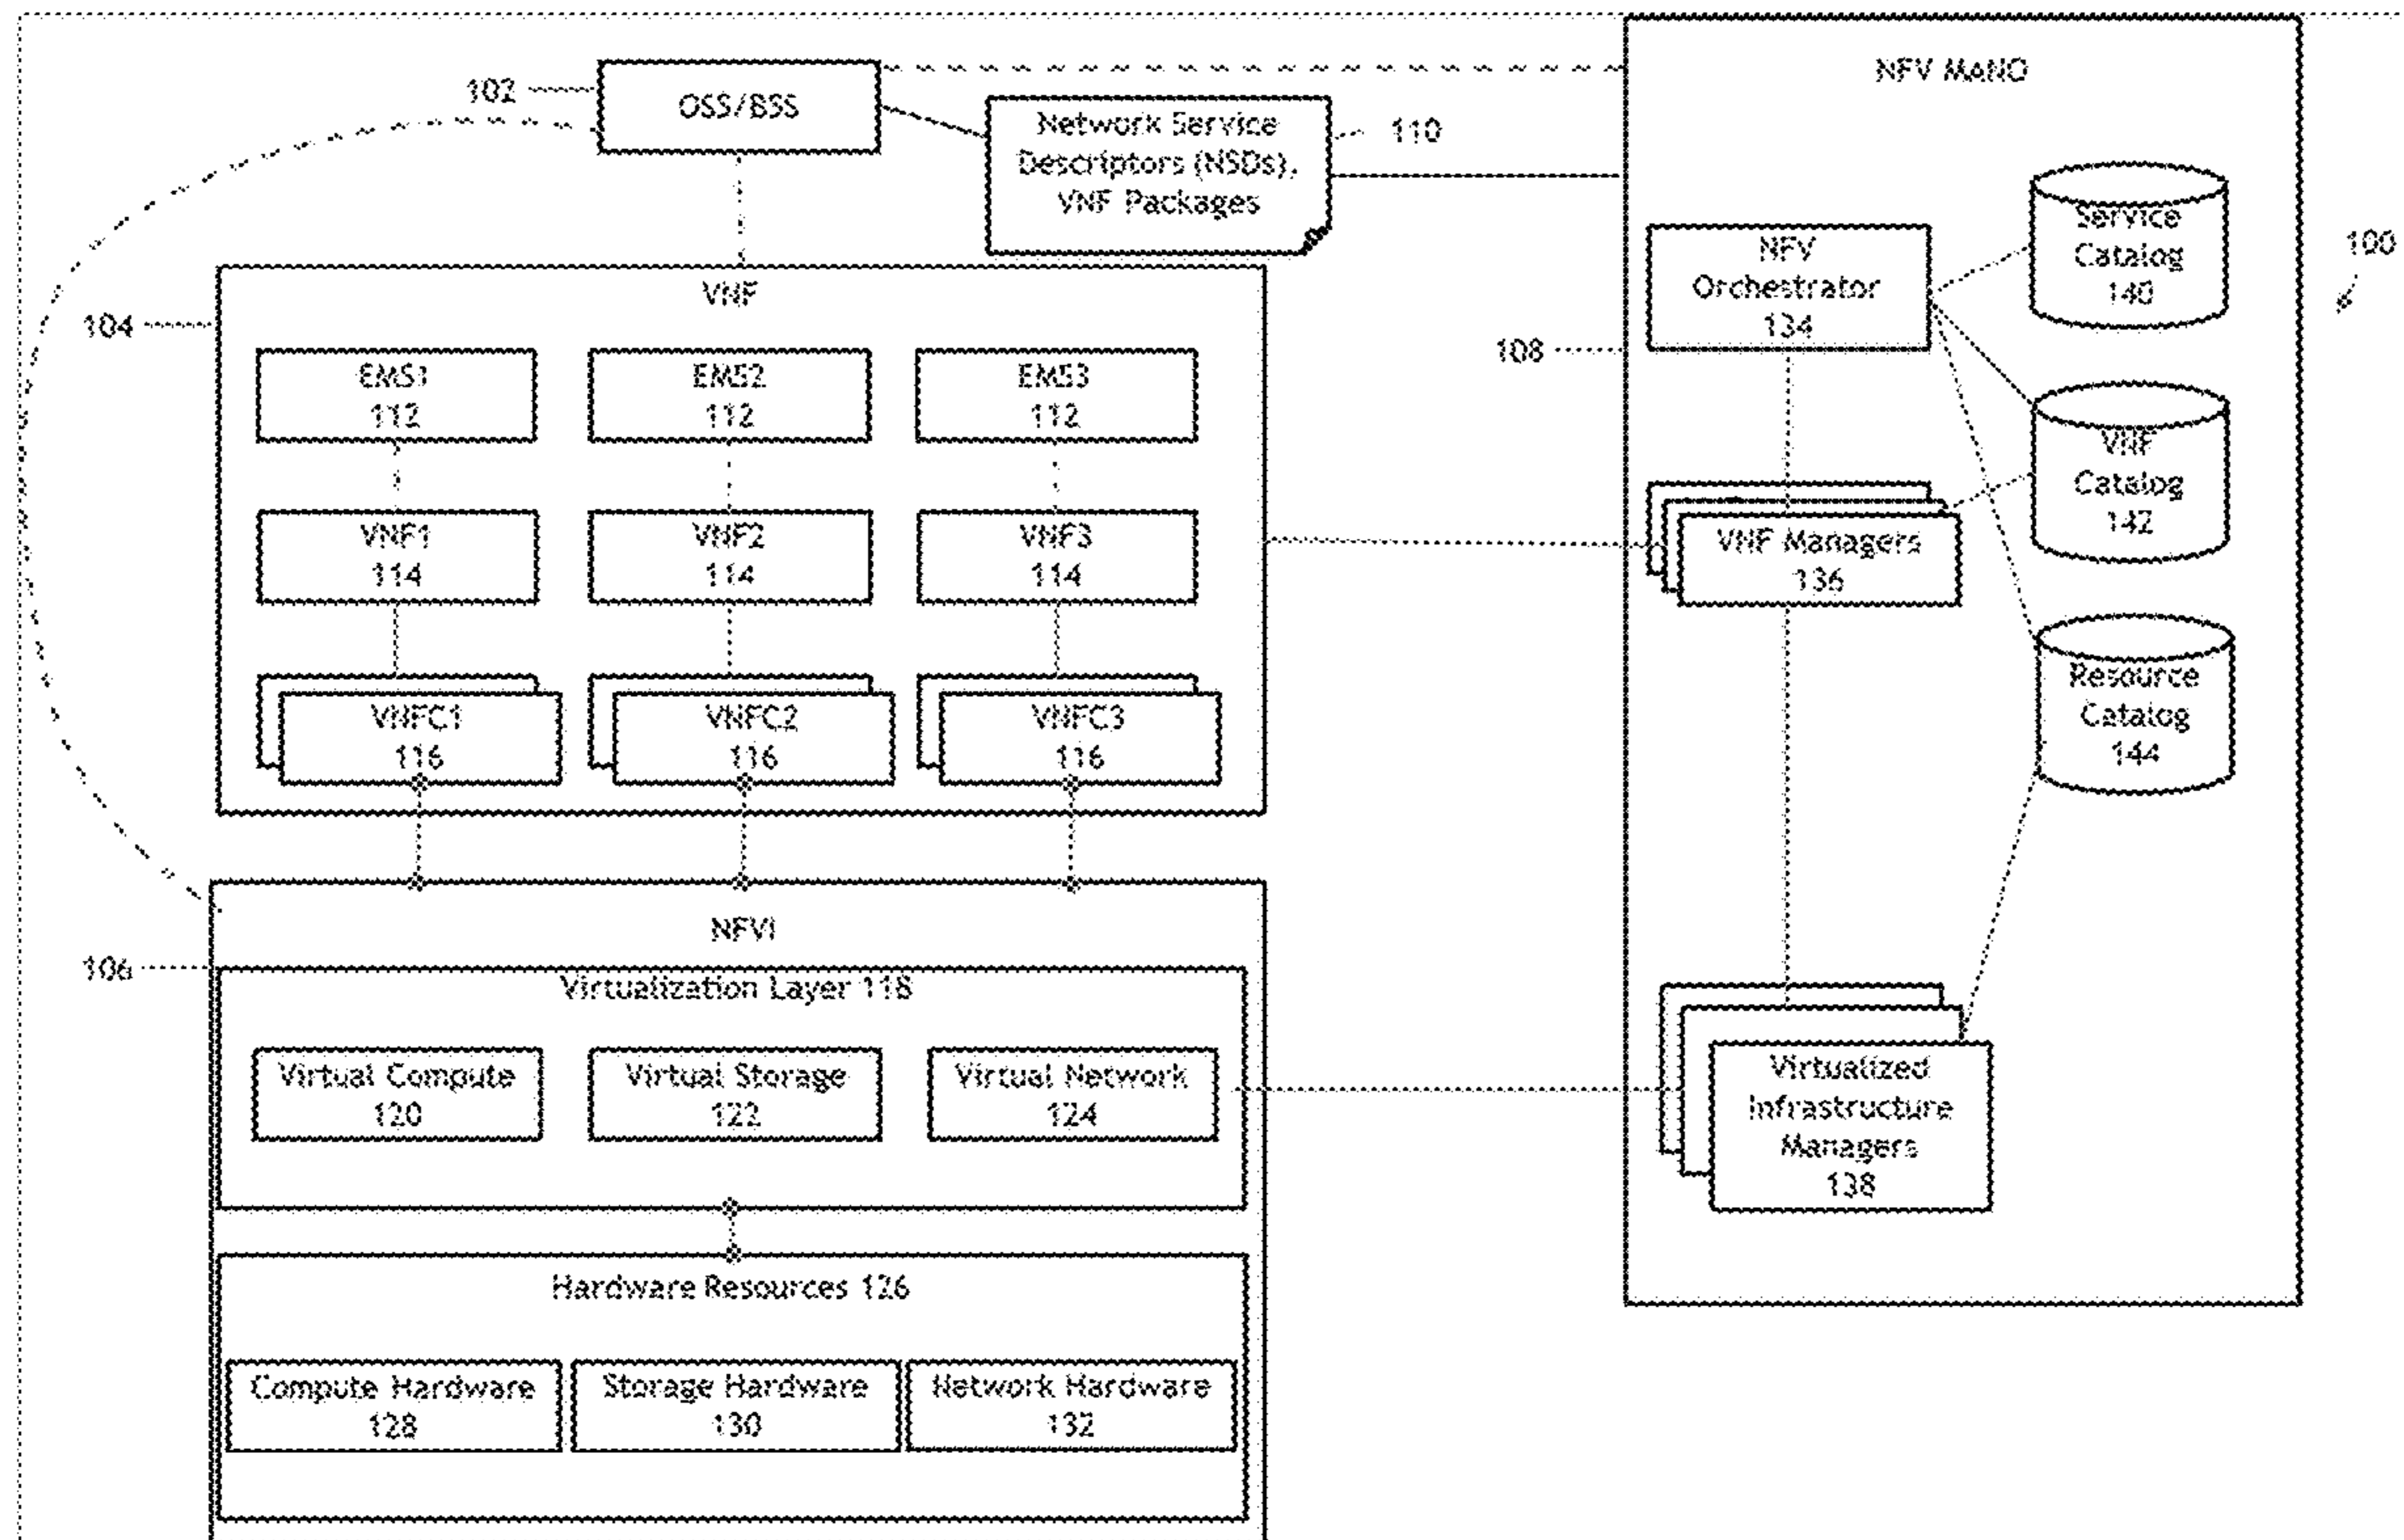 102
OSS/BSS
Network Service
Descriptors (NSDs),
VNF Packages
110
NFV MANO
100
Service
Catalog
140
NFV
Orchestrator
134
108
VNF
104
EMS1
112
EMS2
112
EMS3
112
VNF
Catalog
142
VNF1
114
VNF2
114
VNF3
114
VNF Managers
136
VNFC1
116
VNFC2
116
VNFC3
116
Resource
Catalog
144
NFVI
106
Virtualization Layer 118
Virtual Compute
120
Virtual Storage
122
Virtual Network
124
Virtualized
Infrastructure
Managers
138
Hardware Resources 126
Compute Hardware
128
Storage Hardware
130
Network Hardware
132